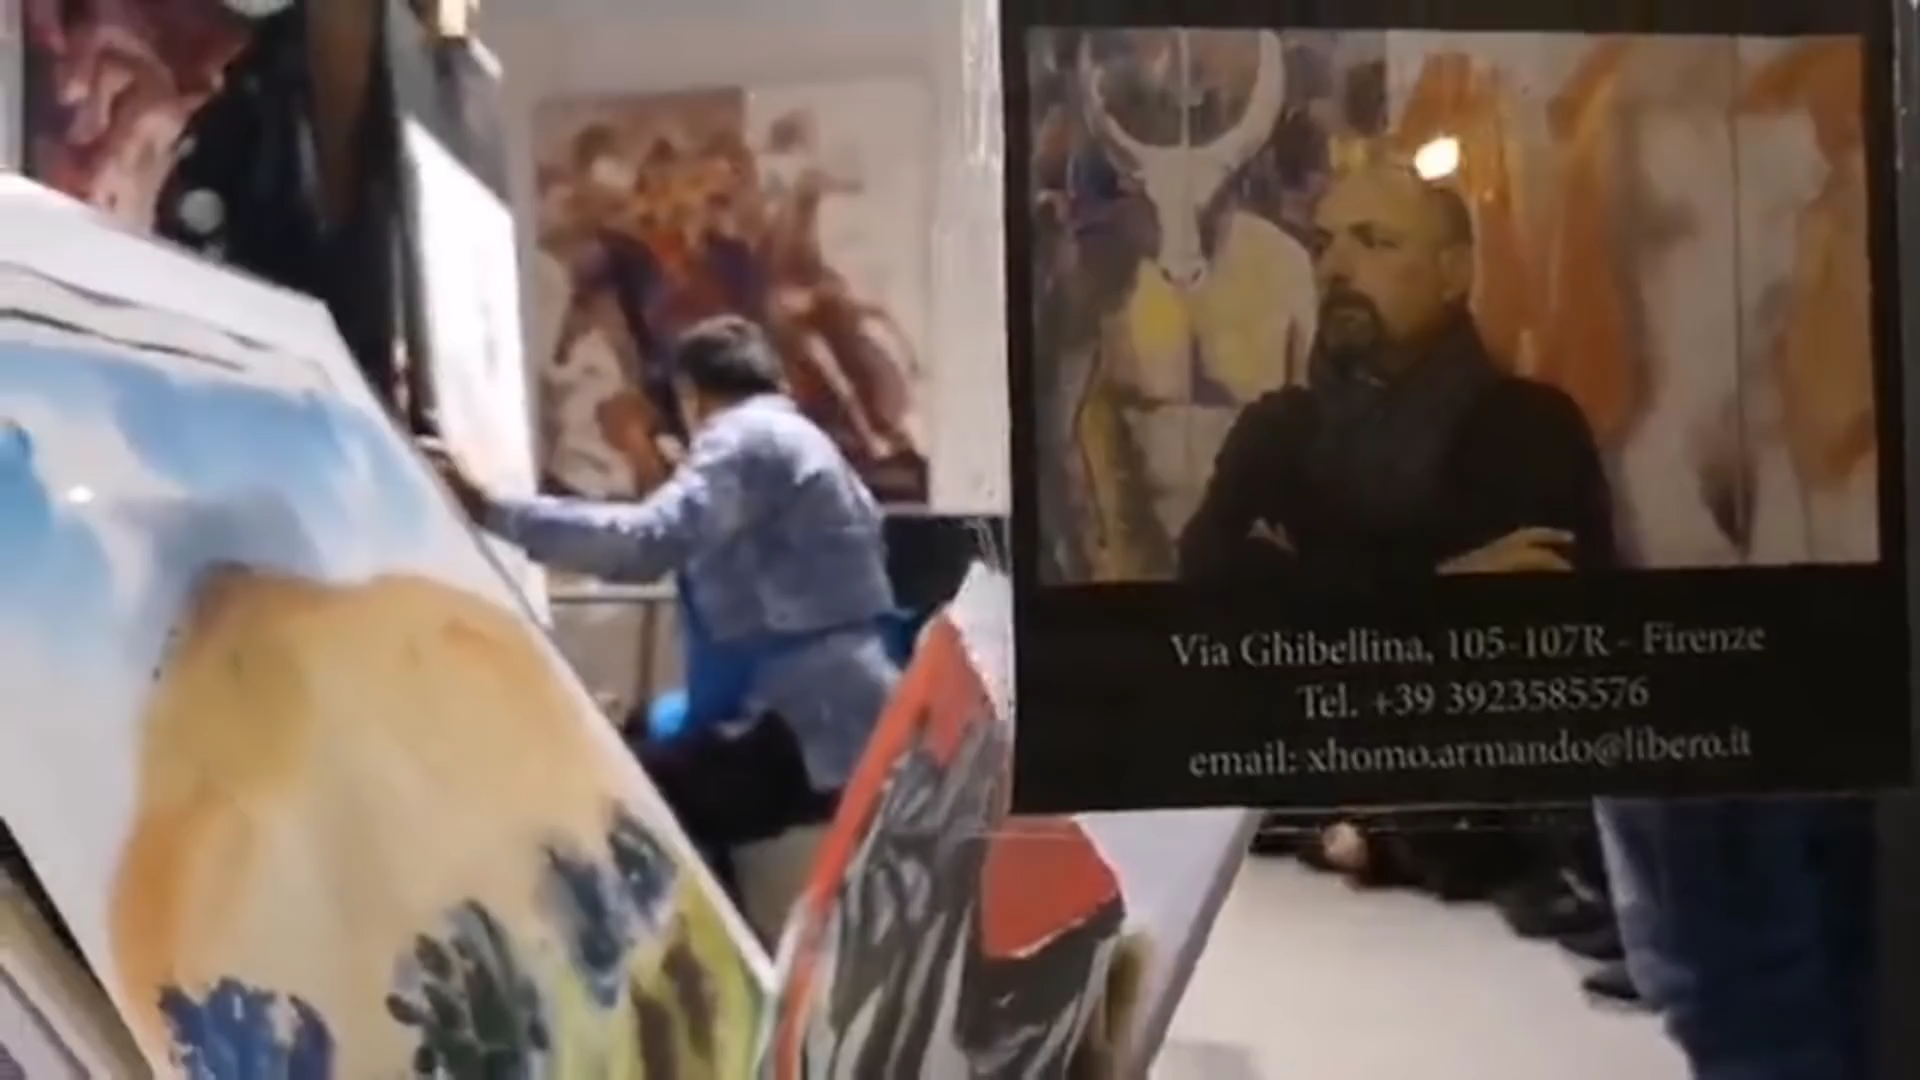 Via Ghibellina, 105-107R - Firenze
Tel. +39 3923585576
email: xhomo.armando@libero.it